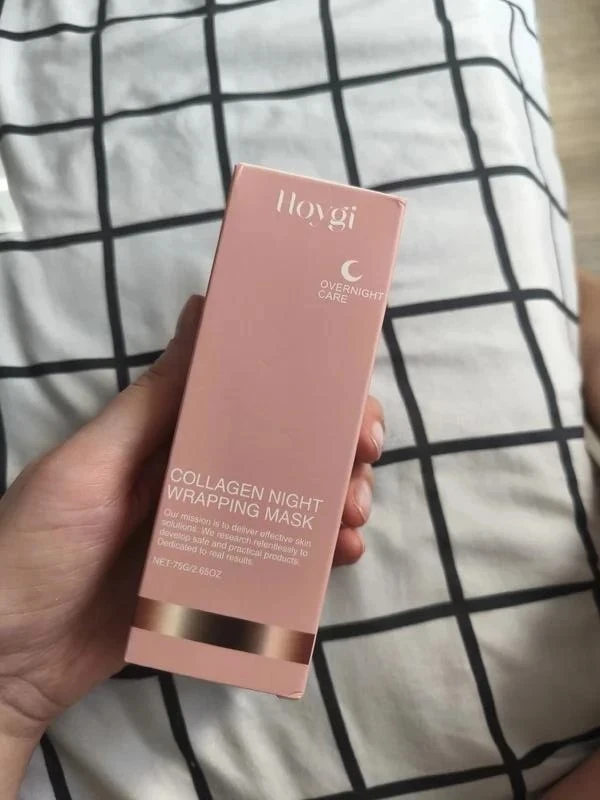 Hoygi
OVERNIGHT
CARE
COLLAGEN NIGHT
WRAPPING MASK
Our mission is to deliver effective skin
solutions. We research relentlessly to
develop safe and practical products.
Dedicated to real results.
NET:75G/2.65OZ